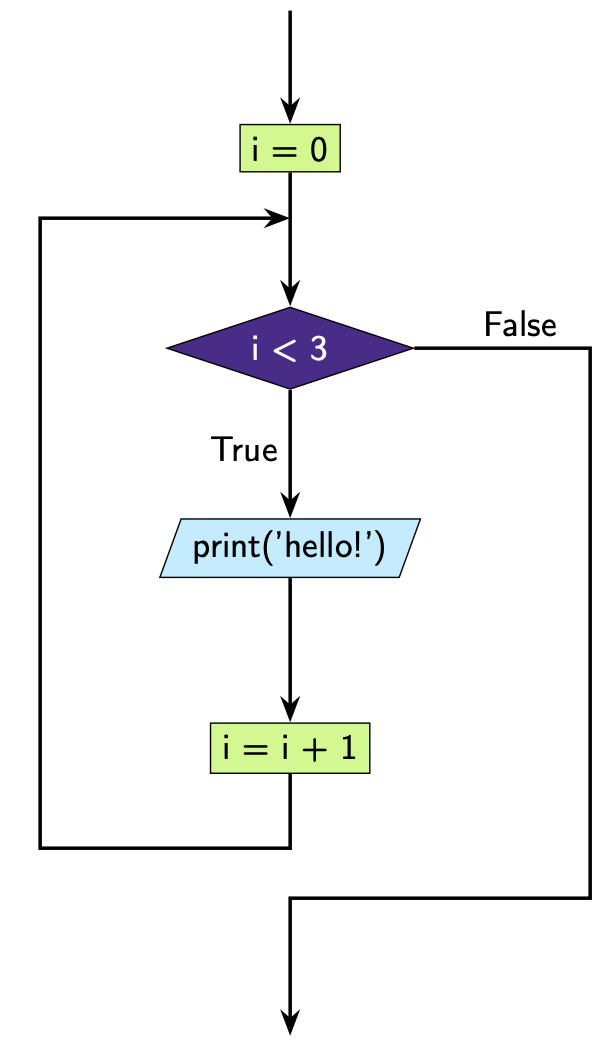 i = 0
i < 3
False
True
print('hello!')
i = i + 1